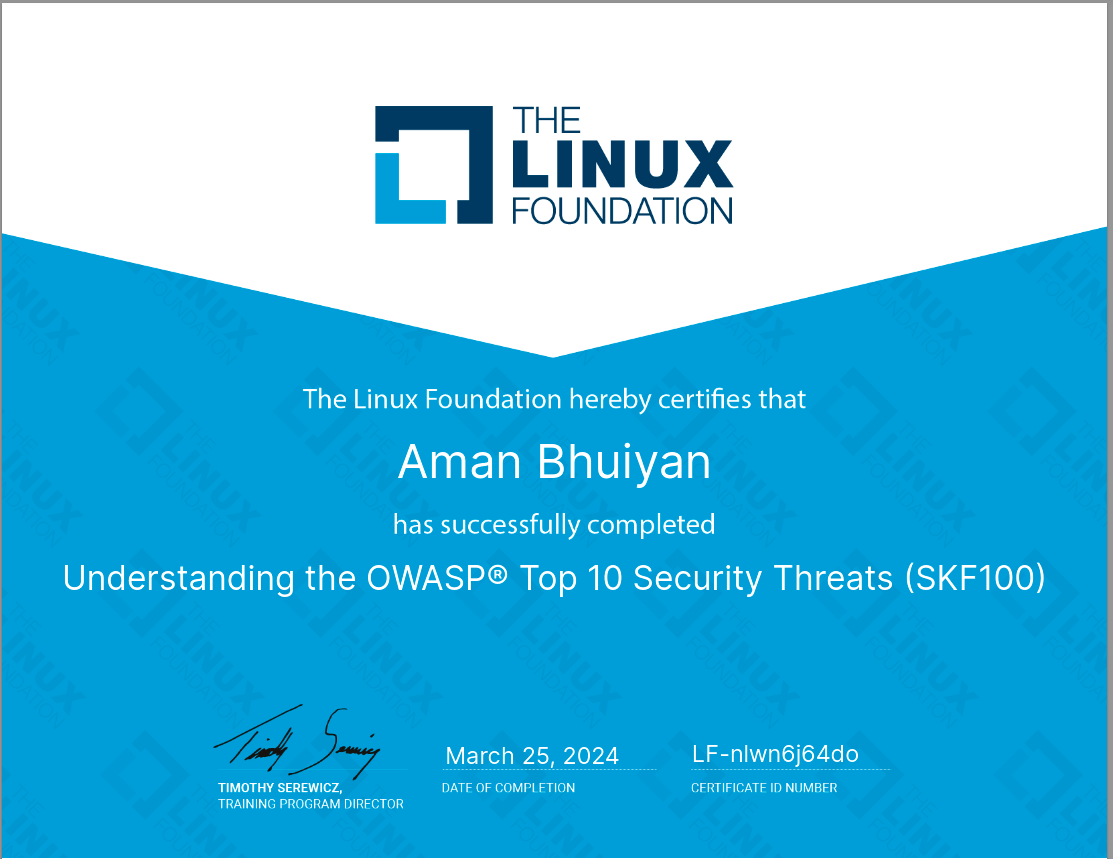 THE
LINUX
FOUNDATION
The Linux Foundation hereby certifies that
Aman Bhuiyan
has successfully completed
Understanding the OWASP® Top 10 Security Threats (SKF100)
Timothy Serewicz
March 25, 2024
LF-nlwn6j64do
TIMOTHY SEREWICZ,
TRAINING PROGRAM DIRECTOR
DATE OF COMPLETION
CERTIFICATE ID NUMBER